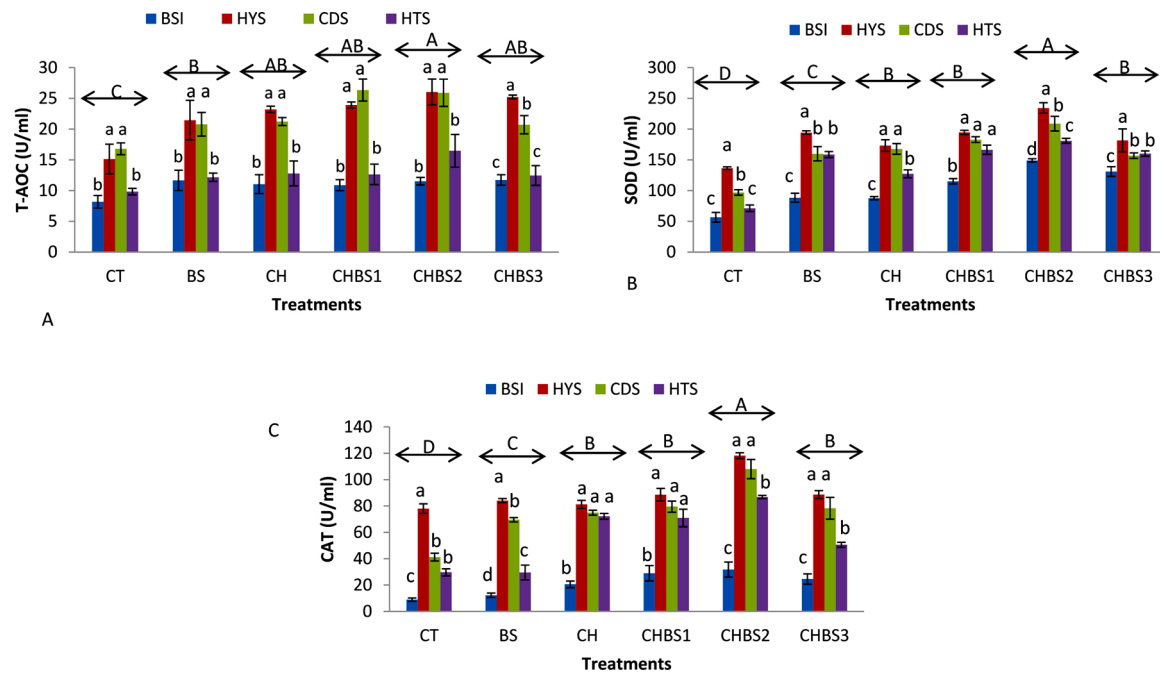 BSI HYS CDS HTS
C B AB AB A AB
T-AOC (U/ml)
30
25
20
15
10
5
0
b a a b
b a a b
b a a b
b a a b
b a a b
c a b c
CT BS CH CHBS1 CHBS2 CHBS3
Treatments
A
BSI HYS CDS HTS
D C B B A B
SOD (U/ml)
300
250
200
150
100
50
0
c a b c
c a b b
c a a b
b a a a
d a b c
c a b b
CT BS CH CHBS1 CHBS2 CHBS3
Treatments
B
C
BSI HYS CDS HTS
D C B B A B
CAT (U/ml)
140
120
100
80
60
40
20
0
c a b b
d a b c
b a a a
b a a a
c a a b
c a a b
CT BS CH CHBS1 CHBS2 CHBS3
Treatments